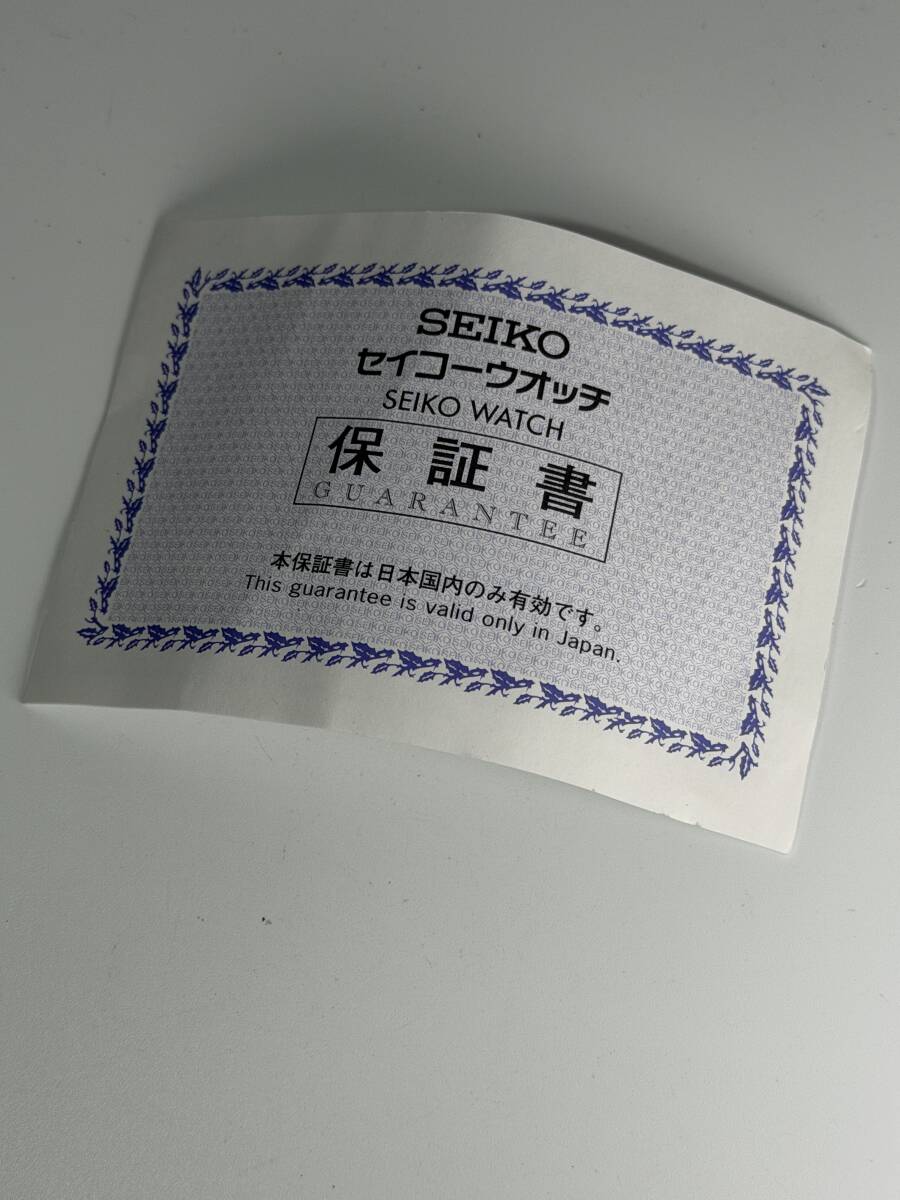 SEIKO
セイコーウオッチ
SEIKO WATCH
保証書
GUARANTEE
本保証書は日本国内のみ有効です。
This guarantee is valid only in Japan.